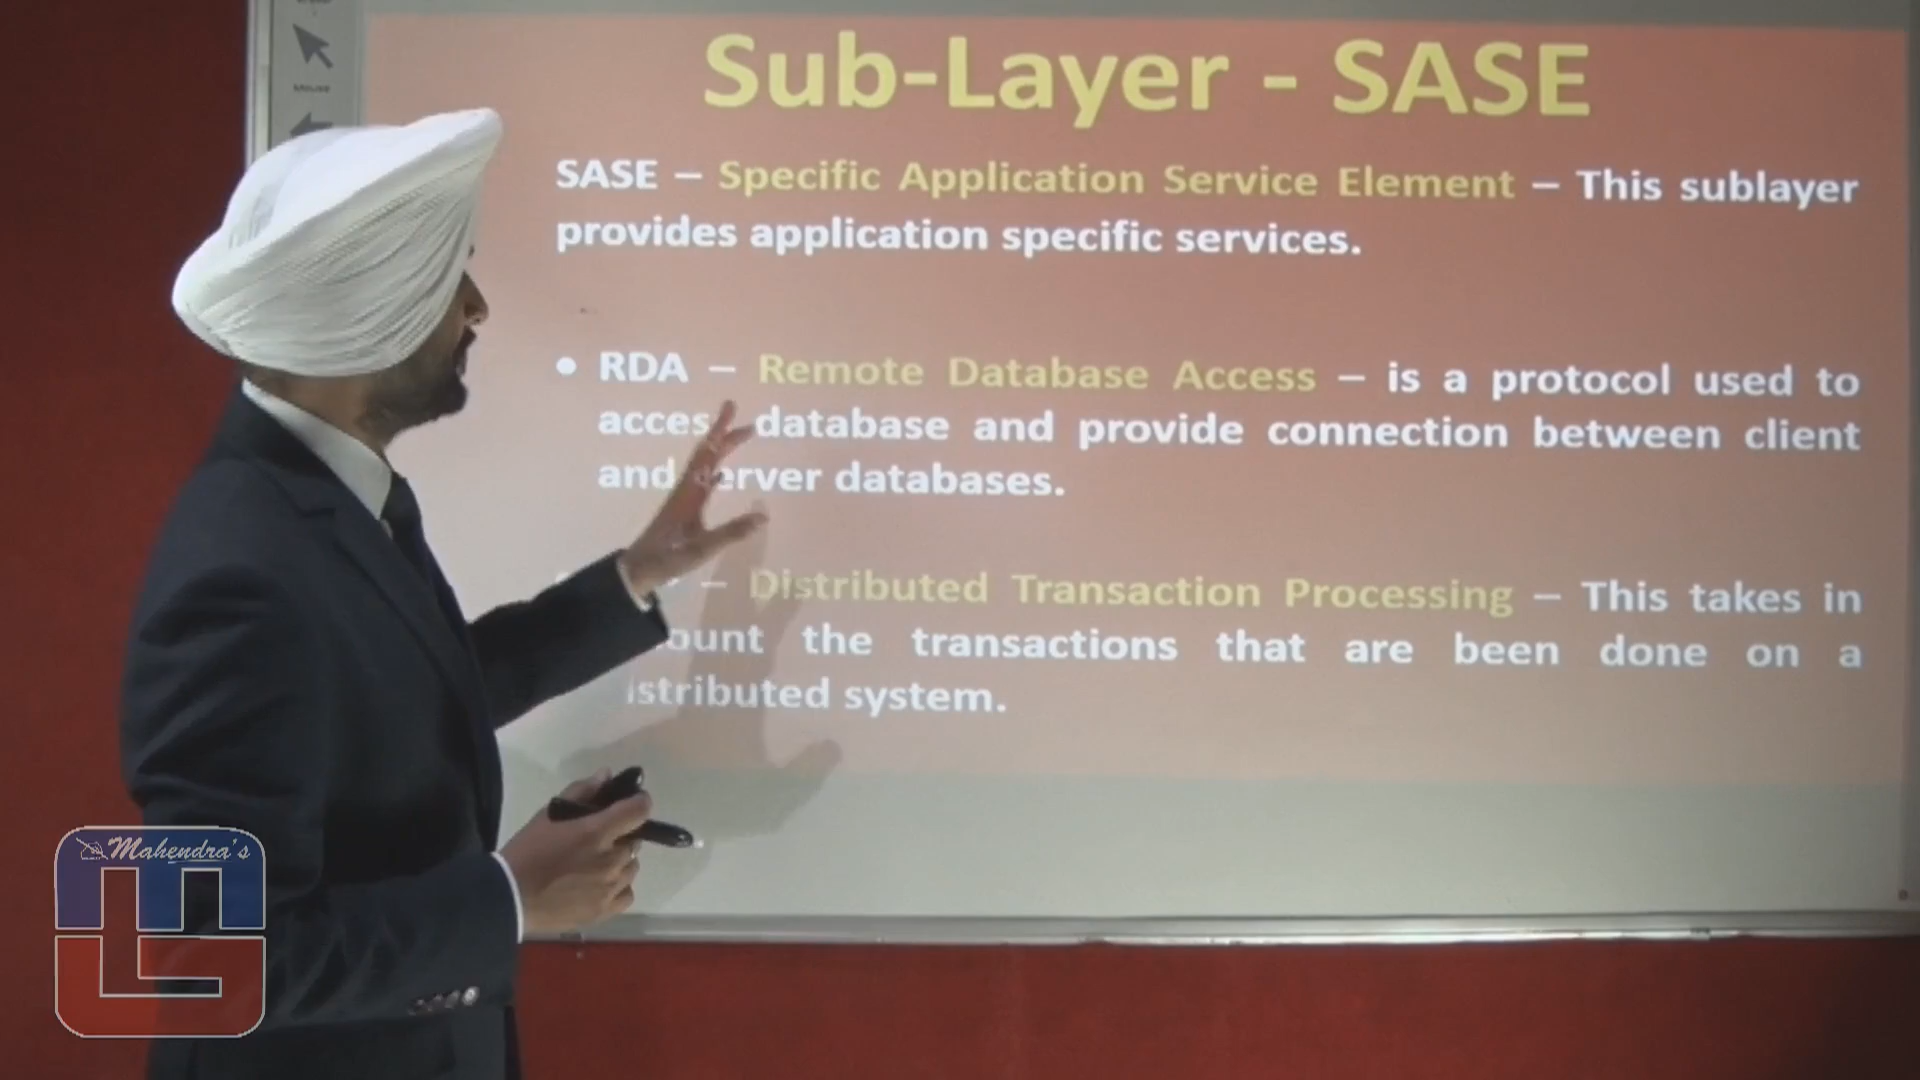 Mouse
Sub-Layer - SASE
SASE – Specific Application Service Element – This sublayer
provides application specific services.
• RDA – Remote Database Access – is a protocol used to
database and provide connection between client
and databases.
– Distributed Transaction Processing – This takes in
the transactions that are been done on a
system.
Mahendra's